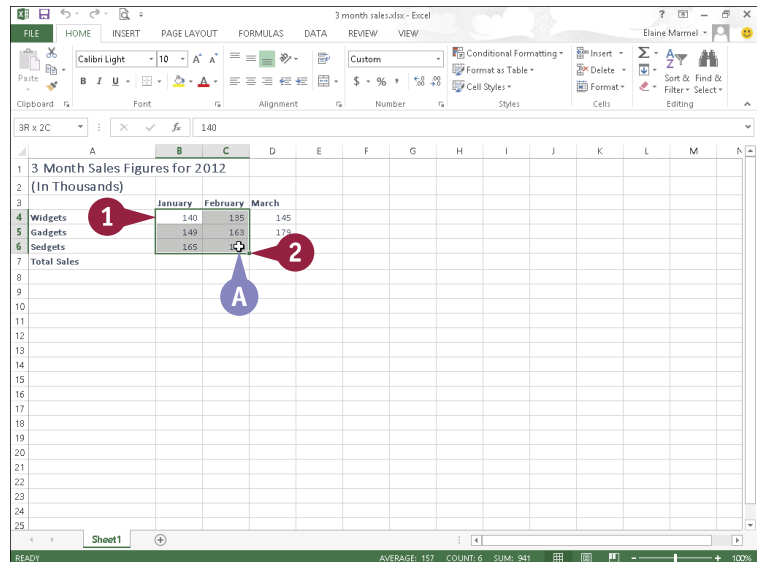 3 month sales.xlsx - Excel
FILE HOME INSERT PAGE LAYOUT FORMULAS DATA REVIEW VIEW Elaine Marmel
Paste
Calibri Light 10 A A
B I U A
Custom
$ % , .00
Conditional Formatting
Format as Table
Cell Styles
Insert
Delete
Format
Sort & Filter
Find & Select
Clipboard Font Alignment Number Styles Cells Editing
3R x 2C fx 140
A B C D E F G H I J K L M N
1 3 Month Sales Figures for 2012
2 (In Thousands)
3 January February March
4 Widgets 140 135 145
5 Gadgets 149 163 179
6 Sedgets 165
7 Total Sales
8
9
10
11
12
13
14
15
16
17
18
19
20
21
22
23
24
25
1
2
A
Sheet1
READY AVERAGE: 157 COUNT: 6 SUM: 941 100%